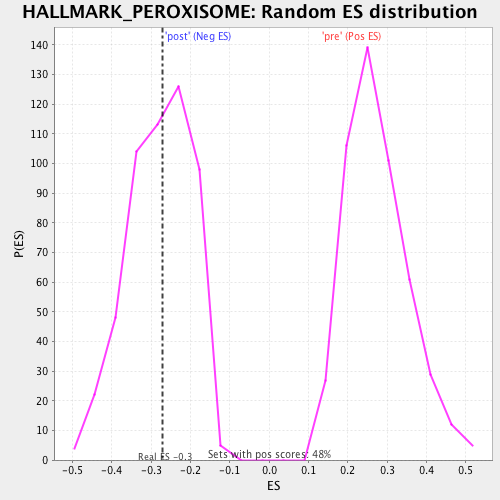 HALLMARK_PEROXISOME: Random ES distribution
'post' (Neg ES)
'pre' (Pos ES)
140
130
120
110
100
90
80
70
60
50
40
30
20
10
0
P(ES)
Real ES -0.3
Sets with pos scores: 48%
-0.5 -0.4 -0.3 -0.2 -0.1 0.0 0.1 0.2 0.3 0.4 0.5
ES